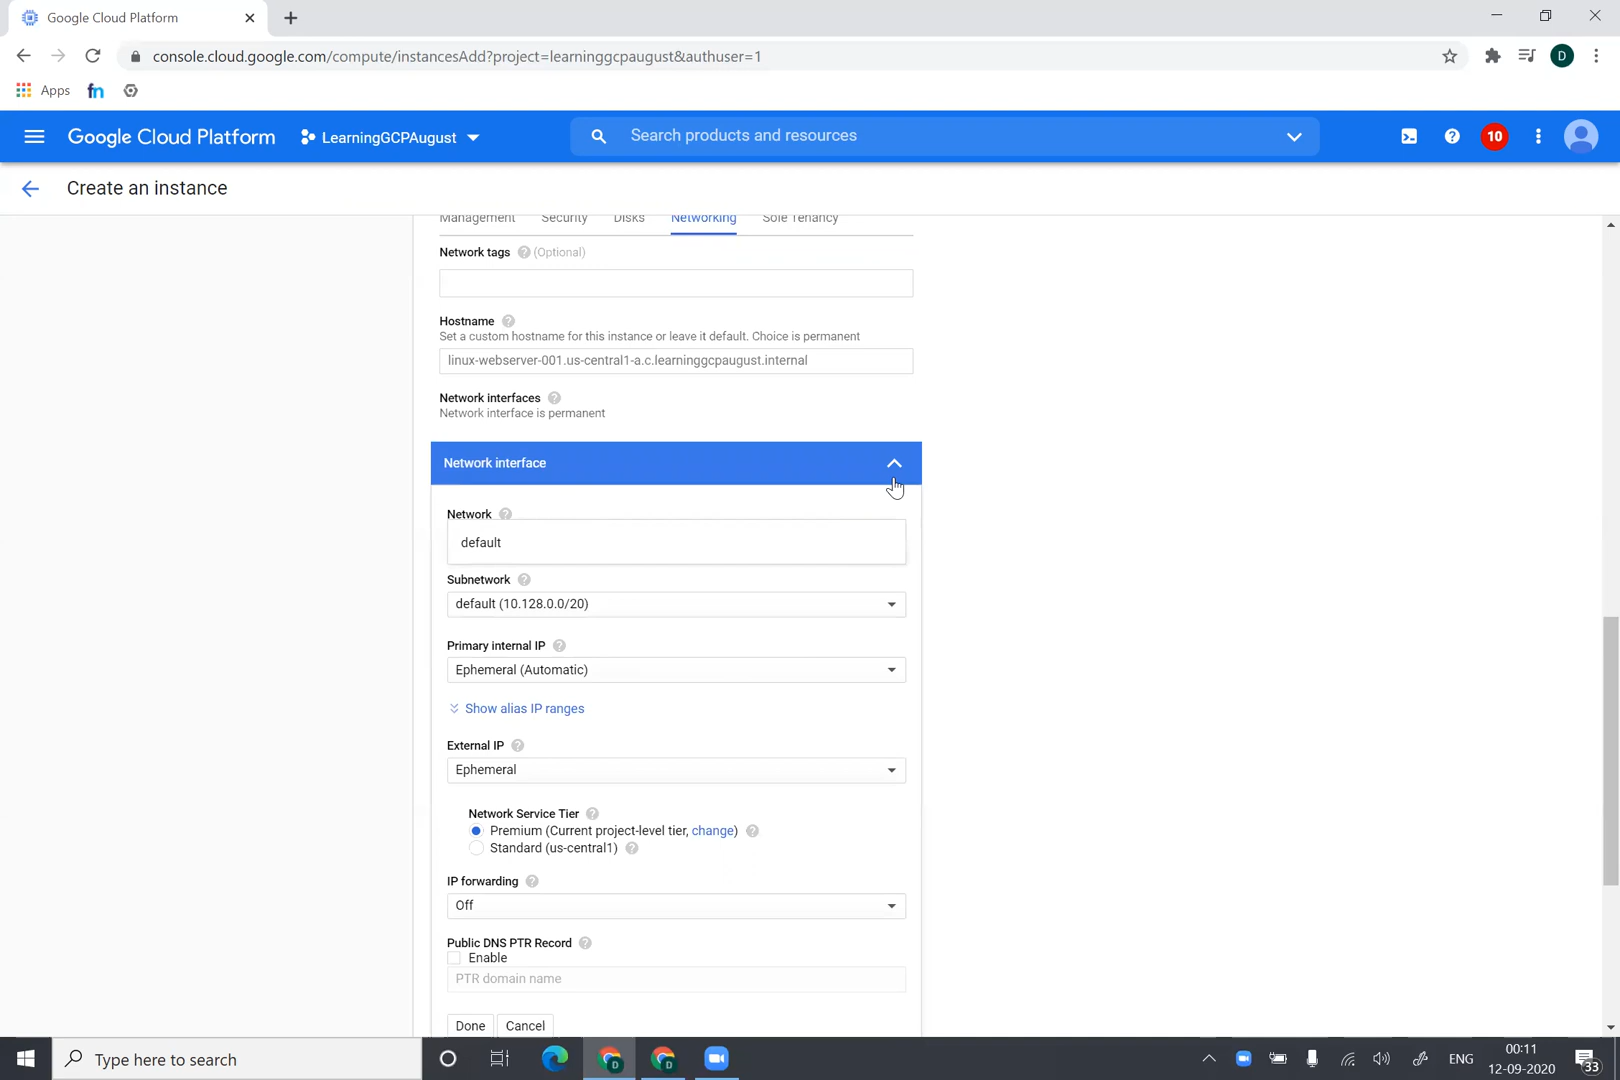 Google Cloud Platform
console.cloud.google.com/compute/instancesAdd?project=learninggcpaugust&authuser=1
D
Apps
fn
Google Cloud Platform
LearningGCPAugust
Search products and resources
10
Create an instance
Management Security Disks Networking Sole Tenancy
Network tags (Optional)
Hostname
Set a custom hostname for this instance or leave it default. Choice is permanent
linux-webserver-001.us-central1-a.c.learninggcpaugust.internal
Network interfaces
Network interface is permanent
Network interface
Network
default
Subnetwork
default (10.128.0.0/20)
Primary internal IP
Ephemeral (Automatic)
Show alias IP ranges
External IP
Ephemeral
Network Service Tier
Premium (Current project-level tier, change)
Standard (us-central1)
IP forwarding
Off
Public DNS PTR Record
Enable
PTR domain name
Done Cancel
Type here to search
D
D
ENG
00:11
12-09-2020
33